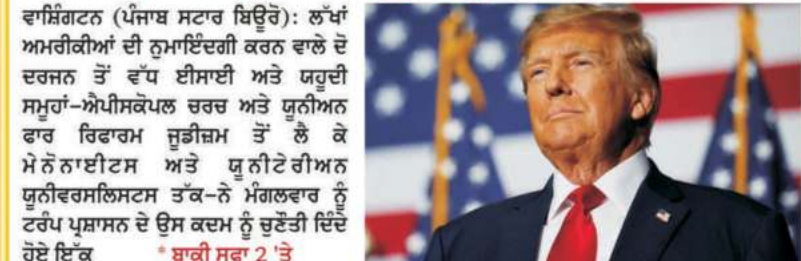 ਵਾਸ਼ਿੰਗਟਨ (ਪੰਜਾਬ ਸਟਾਰ ਬਿਊਰੋ): ਲੱਖਾਂ
ਅਮਰੀਕੀਆਂ ਦੀ ਨੁਮਾਇੰਦਗੀ ਕਰਨ ਵਾਲੇ ਦੋ
ਦਰਜਨ ਤੋਂ ਵੱਧ ਈਸਾਈ ਅਤੇ ਯਹੂਦੀ
ਸਮੂਹਾਂ-ਐਪੀਸਕੋਪਲ ਚਰਚ ਅਤੇ ਯੂਨੀਅਨ
ਫਾਰ ਰਿਫਾਰਮ ਜੂਡੀਜ਼ਮ ਤੋਂ ਲੈ ਕੇ
ਮੇਨੋਨਾਈਟਸ ਅਤੇ ਯੂਨੀਟੇਰੀਅਨ
ਯੂਨੀਵਰਸਲਿਸਟਸ ਤੱਕ-ਨੇ ਮੰਗਲਵਾਰ ਨੂੰ
ਟਰੰਪ ਪ੍ਰਸ਼ਾਸਨ ਦੇ ਉਸ ਕਦਮ ਨੂੰ ਚੁਣੌਤੀ ਦਿੰਦੇ
ਹੋਏ ਇੱਕ * ਬਾਕੀ ਸਫਾ 2 'ਤੇ